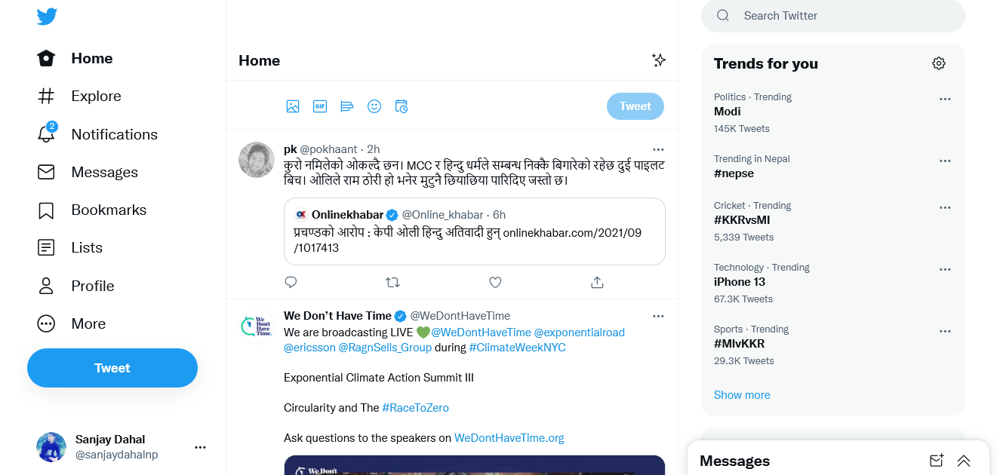 Home
Explore
2
Notifications
Messages
Bookmarks
Lists
Profile
More
Tweet
Sanjay Dahal
@sanjaydahalnp
Home
GIF
Tweet
pk @pokhaant · 2h
कुरो नमिलेको ओकल्दै छन। MCC र हिन्दु धर्मले सम्बन्ध निक्कै बिगारेको रहेछ दुई पाइलट
बिच। ओलिले राम ठोरी हो भनेर मुटुनै छियाछिया पारिदिए जस्तो छ।
Onlinekhabar @Online_khabar · 6h
प्रचण्डको आरोप : केपी ओली हिन्दु अतिवादी हुन् onlinekhabar.com/2021/09
/1017413
We Don't Have Time.
We Don’t Have Time @WeDontHaveTime
We are broadcasting LIVE 💚@WeDontHaveTime @exponentialroad
@ericsson @RagnSells_Group during #ClimateWeekNYC
Exponential Climate Action Summit III
Circularity and The #RaceToZero
Ask questions to the speakers on WeDontHaveTime.org
We Don't
Search Twitter
Trends for you
Politics · Trending
Modi
145K Tweets
Trending in Nepal
#nepse
Cricket · Trending
#KKRvsMI
5,339 Tweets
Technology · Trending
iPhone 13
67.3K Tweets
Sports · Trending
#MIvKKR
29.3K Tweets
Show more
Messages